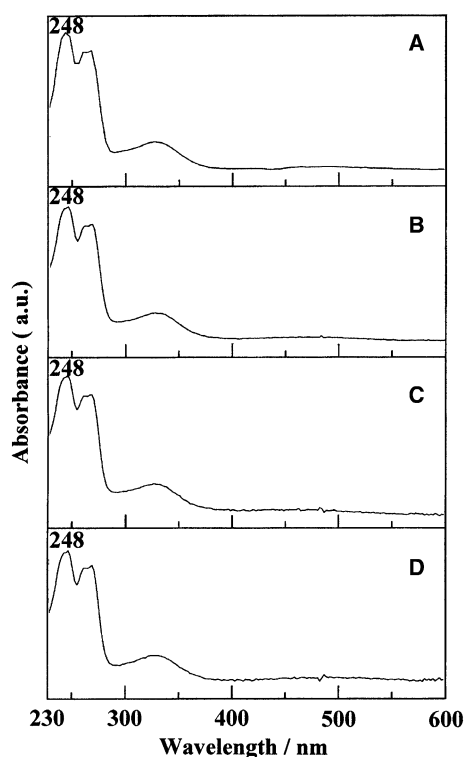 248
A
248
B
248
C
248
D
Absorbance ( a.u.)
230 300 400 500 600
Wavelength / nm